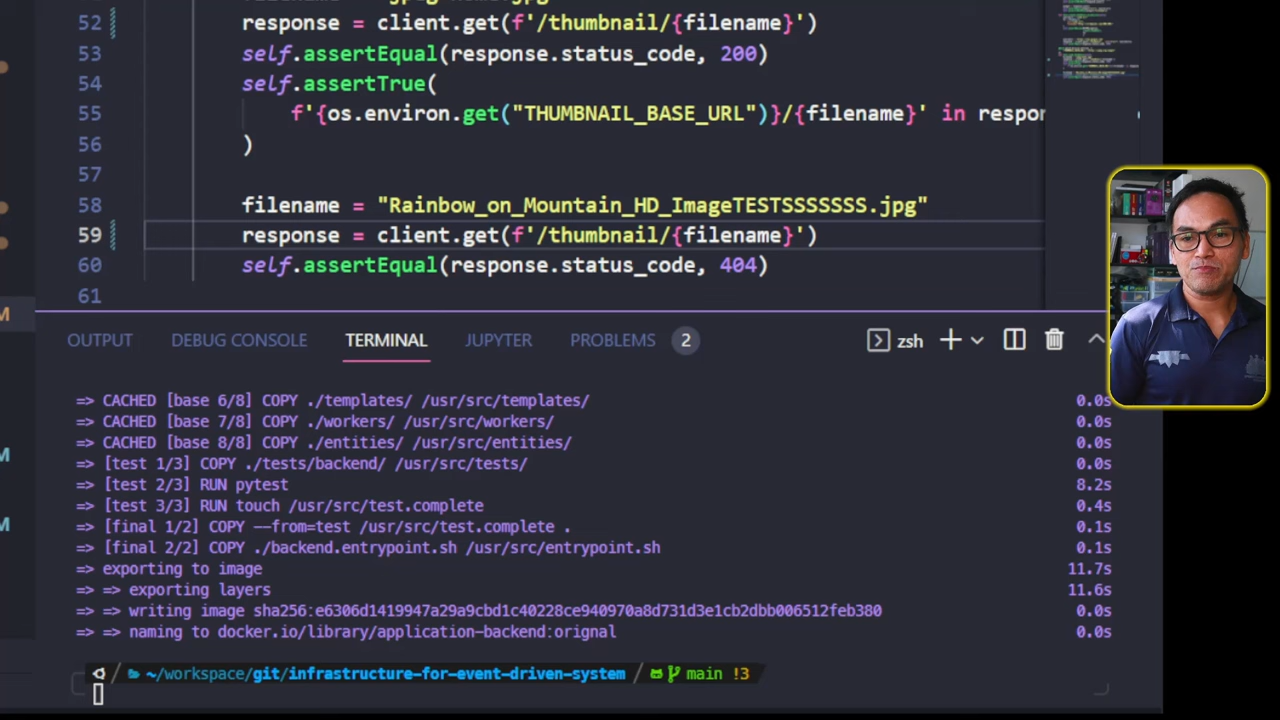 52 response = client.get(f'/thumbnail/{filename}')
53 self.assertEqual(response.status_code, 200)
54 self.assertTrue(
55 f'{os.environ.get("THUMBNAIL_BASE_URL")}/{filename}' in respon
56 )
57
58 filename = "Rainbow_on_Mountain_HD_ImageTESTSSSSSSS.jpg"
59 response = client.get(f'/thumbnail/{filename}')
60 self.assertEqual(response.status_code, 404)
61
OUTPUT DEBUG CONSOLE TERMINAL JUPYTER PROBLEMS 2 zsh
=> CACHED [base 6/8] COPY ./templates/ /usr/src/templates/ 0.0s
=> CACHED [base 7/8] COPY ./workers/ /usr/src/workers/ 0.0s
=> CACHED [base 8/8] COPY ./entities/ /usr/src/entities/ 0.0s
=> [test 1/3] COPY ./tests/backend/ /usr/src/tests/ 0.0s
=> [test 2/3] RUN pytest 8.2s
=> [test 3/3] RUN touch /usr/src/test.complete 0.4s
=> [final 1/2] COPY --from=test /usr/src/test.complete . 0.1s
=> [final 2/2] COPY ./backend.entrypoint.sh /usr/src/entrypoint.sh 0.1s
=> exporting to image 11.7s
=> => exporting layers 11.6s
=> => writing image sha256:e6306d1419947a29a9cbd1c40228ce940970a8d731d3e1cb2dbb006512feb380 0.0s
=> => naming to docker.io/library/application-backend:orignal 0.0s
~/workspace/git/infrastructure-for-event-driven-system main !3